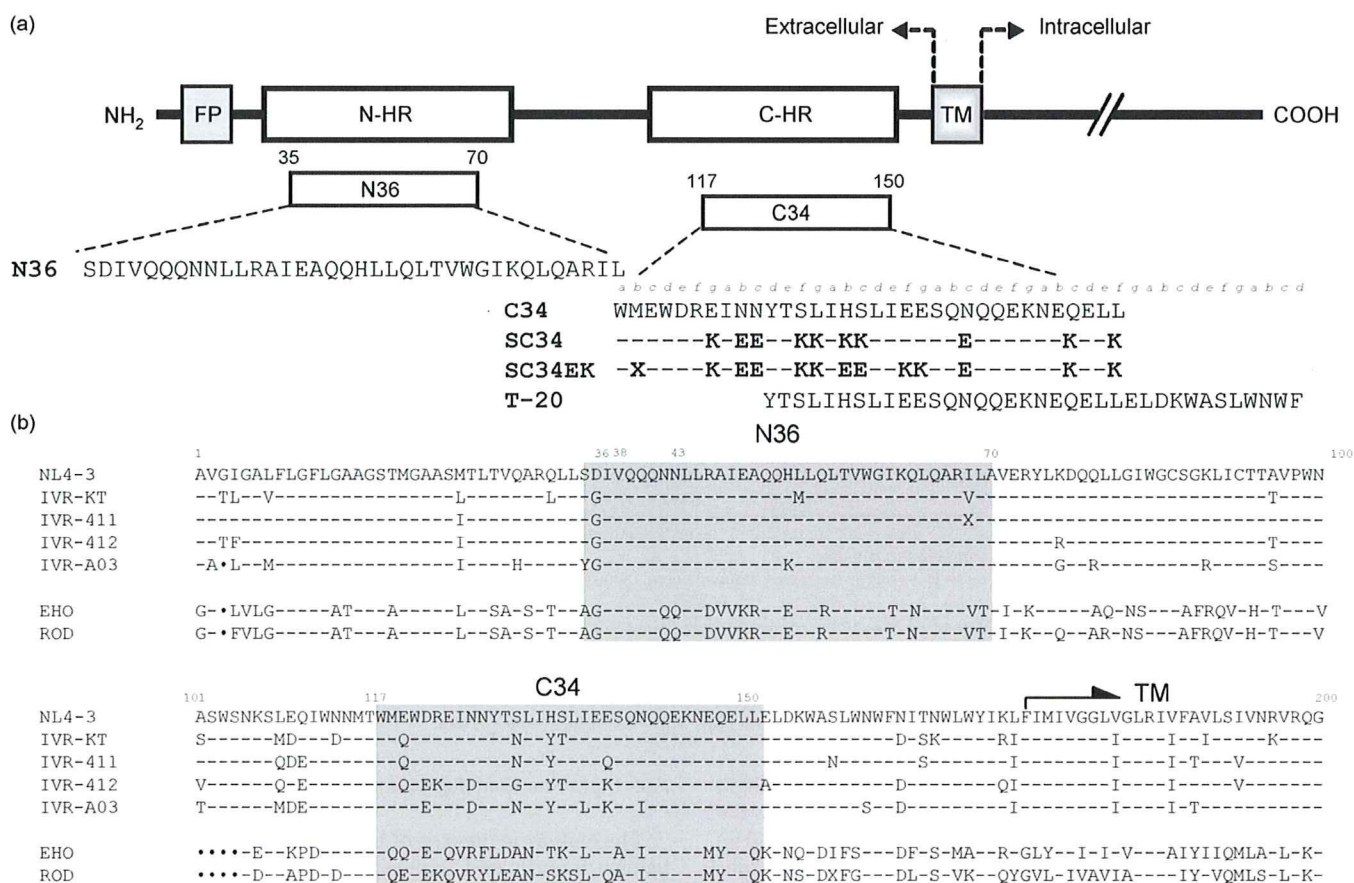 (a)
Extracellular Intracellular
NH2 FP N-HR C-HR TM COOH
35 70
N36
117 150
C34
N36 SDIVQQQNNLLRAIEAQQHLLQLTVWGIKQLQARIL
a b c d e f g a b c d e f g a b c d e f g a b c d e f g a b c d e f g a b c d e f g a b c d
C34 WMEWDREINNYTSLIHSLIEESQNQQEKNEQELL
SC34 ------K-EE--KK-KK-----E------K--K
SC34EK -X----K-EE--KK-EE--KK-E------K--K
T-20 YTSLIHSLIEESQNQQEKNEQELLELDKWASLWNWF
(b)
N36
1 36 38 43 70 100
NL4-3 AVGIGALFLGFLGAAGSTMGAASMTLTVQARQLLSDIVQQQNNLLRAIEAQQHLLQLTVWGIKQLQARILAVERYLKDQQLLGIWGCSGKLICTTAVPWN
IVR-KT --TL--V----------------L-------L---G-----------------M--------------V--------------------------T----
IVR-411 -----------------------I-----------G--------------------------------X-------------------------------
IVR-412 --TF-------------------I-----------G----------------------------------------R------------------T----
IVR-A03 -A•L--M----------------I----H-----YG----------------K-----------------------G--R---------R-----S----
EHO G-•LVLG-----AT---A-----L--SA-S-T--AG-----QQ--DVVKR--E--R-----T-N----VT-I-K----AQ-NS---AFRQV-H-T---V
ROD G-•FVLG-----AT---A-----L--SA-S-T--AG-----QQ--DVVKR--E--R-----T-N----VT-I-K--Q--AR-NS---AFRQV-H-T---V
101 117 C34 150 TM 200
NL4-3 ASWSNKSLEQIWNNMTWMEWDREINNYTSLIHSLIEESQNQQEKNEQELLELDKWASLWNWFNITNWLWYIKLFIMIVGGLVGLRIVFAVLSIVNRVRQG
IVR-KT S------MD---D-----Q---------N--YT-----------------------------D-SK-----RI--------I----I--I-----K----
IVR-411 -------QDE--------Q---------N--Y----Q-------------------N-------S-------I--------I----I-T---V-------
IVR-412 V------Q-E--------Q-EK--D---G--YT---K-------------A-----------D--------QI--------I----I-----V-------
IVR-A03 T------MDE----------E----D--N--Y--L-K--I-------------------S--D---------I--------I----I-T-----------
EHO ••••-E--KPD------QQ-E-QVRFLDAN-TK-L--A-I-----MY--QK-NQ-DIFS---DF-S-MA--R-GLY--I-I-V---AIYIIQMLA-L-K-
ROD ••••-D--APD-D----QE-EKQVRYLEAN-SKSL-QA-I-----MY--QK-NS-DXFG---DL-S-VK--QYGVL-IVAVIA----IY-VQMLS-L-K-